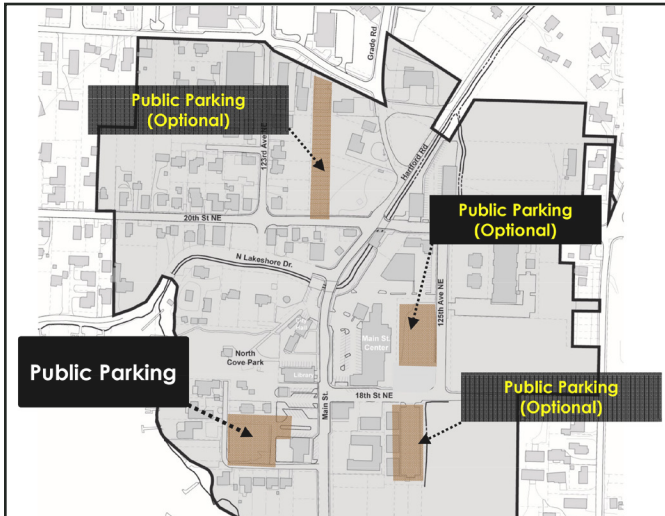 Grade Rd
Public Parking
(Optional)
123rd Ave NE
Hartford Rd
20th St NE
Public Parking
(Optional)
N Lakeshore Dr.
125th Ave NE
Hall
Main St.
Center
North
Cove Park
Library
Public Parking
18th St NE
Main St.
Public Parking
(Optional)